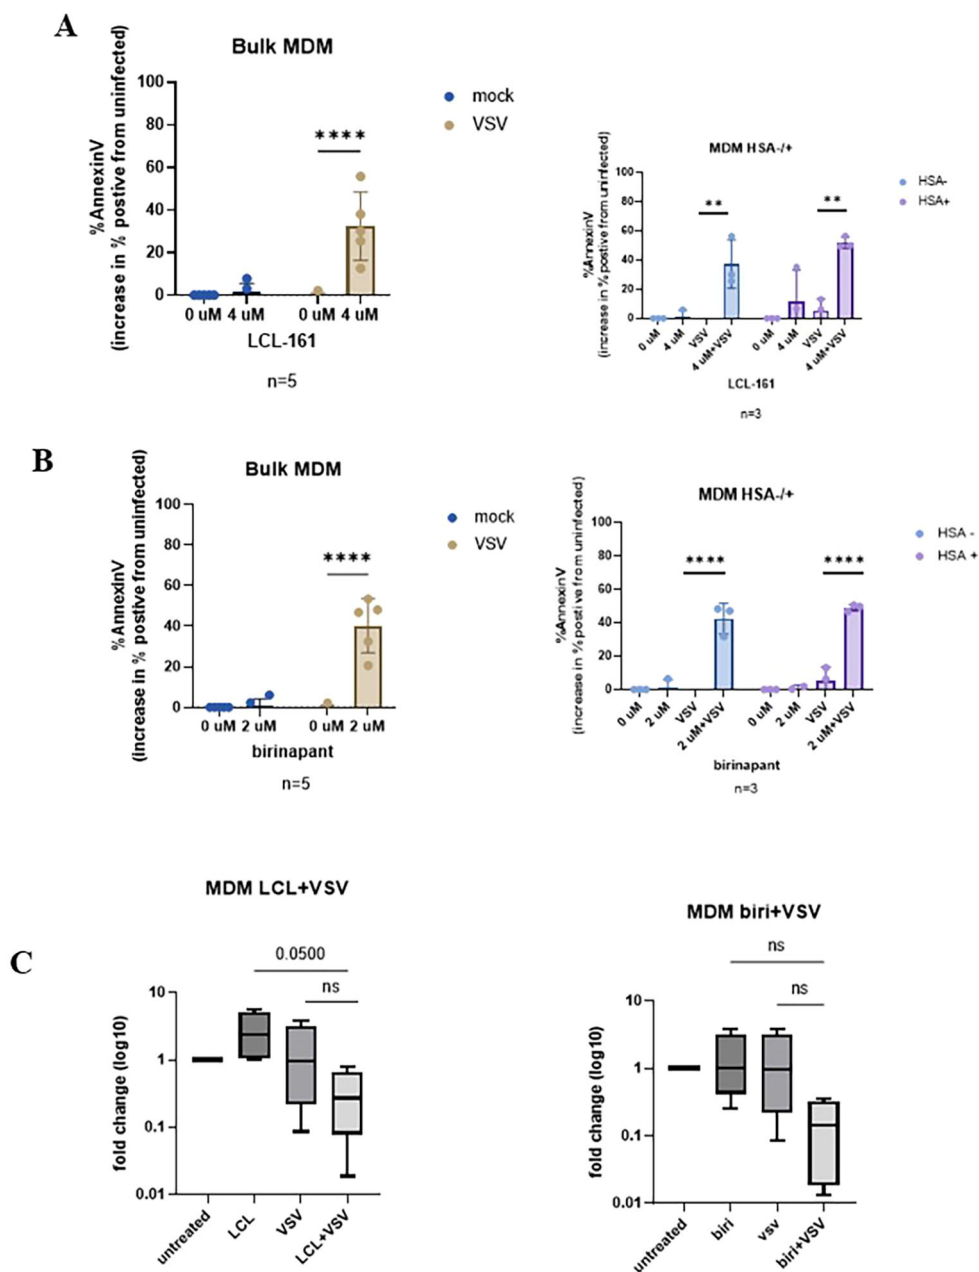 A
Bulk MDM
%AnnexinV
(increase in % postive from uninfected)
100
80
60
40
20
0
****
mock
VSV
0 uM 4 uM 0 uM 4 uM
LCL-161
n=5
MDM HSA-/+
%AnnexinV
(increase in % postive from uninfected)
100
80
60
40
20
0
** **
HSA-
HSA+
0 uM 4 uM VSV 4 uM+VSV 0 uM 4 uM VSV 4 uM+VSV
LCL-161
n=3
B
Bulk MDM
%AnnexinV
(increase in % postive from uninfected)
100
80
60
40
20
0
****
mock
VSV
0 uM 2 uM 0 uM 2 uM
birinapant
n=5
MDM HSA-/+
%AnnexinV
(increase in % postive from uninfected)
100
80
60
40
20
0
**** ****
HSA -
HSA +
0 uM 2 uM VSV 2 uM+VSV 0 uM 2 uM VSV 2 uM+VSV
birinapant
n=3
C
MDM LCL+VSV
0.0500
ns
fold change (log10)
10
1
0.1
0.01
untreated LCL VSV LCL+VSV
MDM biri+VSV
ns
ns
fold change (log10)
10
1
0.1
0.01
untreated biri vsv biri+VSV